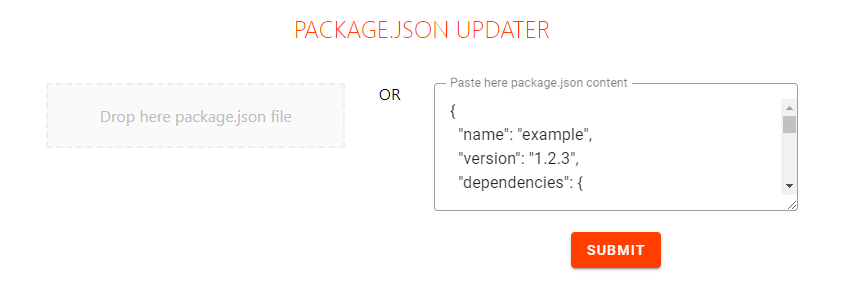 PACKAGE.JSON UPDATER
Drop here package.json file
OR
Paste here package.json content
{
"name": "example",
"version": "1.2.3",
"dependencies": {
SUBMIT